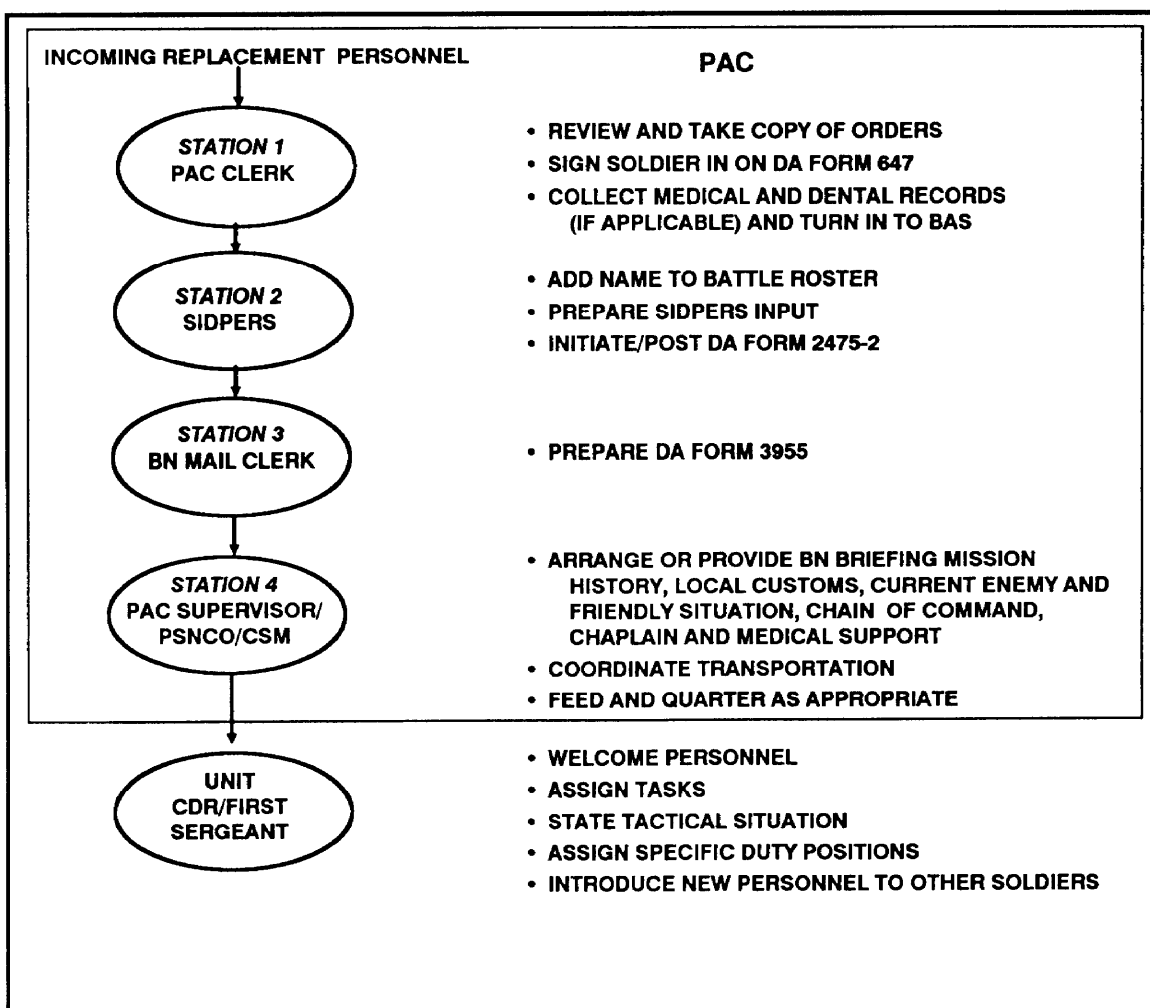 INCOMING REPLACEMENT PERSONNEL
PAC
STATION 1
PAC CLERK
• REVIEW AND TAKE COPY OF ORDERS
• SIGN SOLDIER IN ON DA FORM 647
• COLLECT MEDICAL AND DENTAL RECORDS
(IF APPLICABLE) AND TURN IN TO BAS
STATION 2
SIDPERS
• ADD NAME TO BATTLE ROSTER
• PREPARE SIDPERS INPUT
• INITIATE/POST DA FORM 2475-2
STATION 3
BN MAIL CLERK
• PREPARE DA FORM 3955
STATION 4
PAC SUPERVISOR/
PSNCO/CSM
• ARRANGE OR PROVIDE BN BRIEFING MISSION
HISTORY, LOCAL CUSTOMS, CURRENT ENEMY AND
FRIENDLY SITUATION, CHAIN OF COMMAND,
CHAPLAIN AND MEDICAL SUPPORT
• COORDINATE TRANSPORTATION
• FEED AND QUARTER AS APPROPRIATE
UNIT
CDR/FIRST
SERGEANT
• WELCOME PERSONNEL
• ASSIGN TASKS
• STATE TACTICAL SITUATION
• ASSIGN SPECIFIC DUTY POSITIONS
• INTRODUCE NEW PERSONNEL TO OTHER SOLDIERS